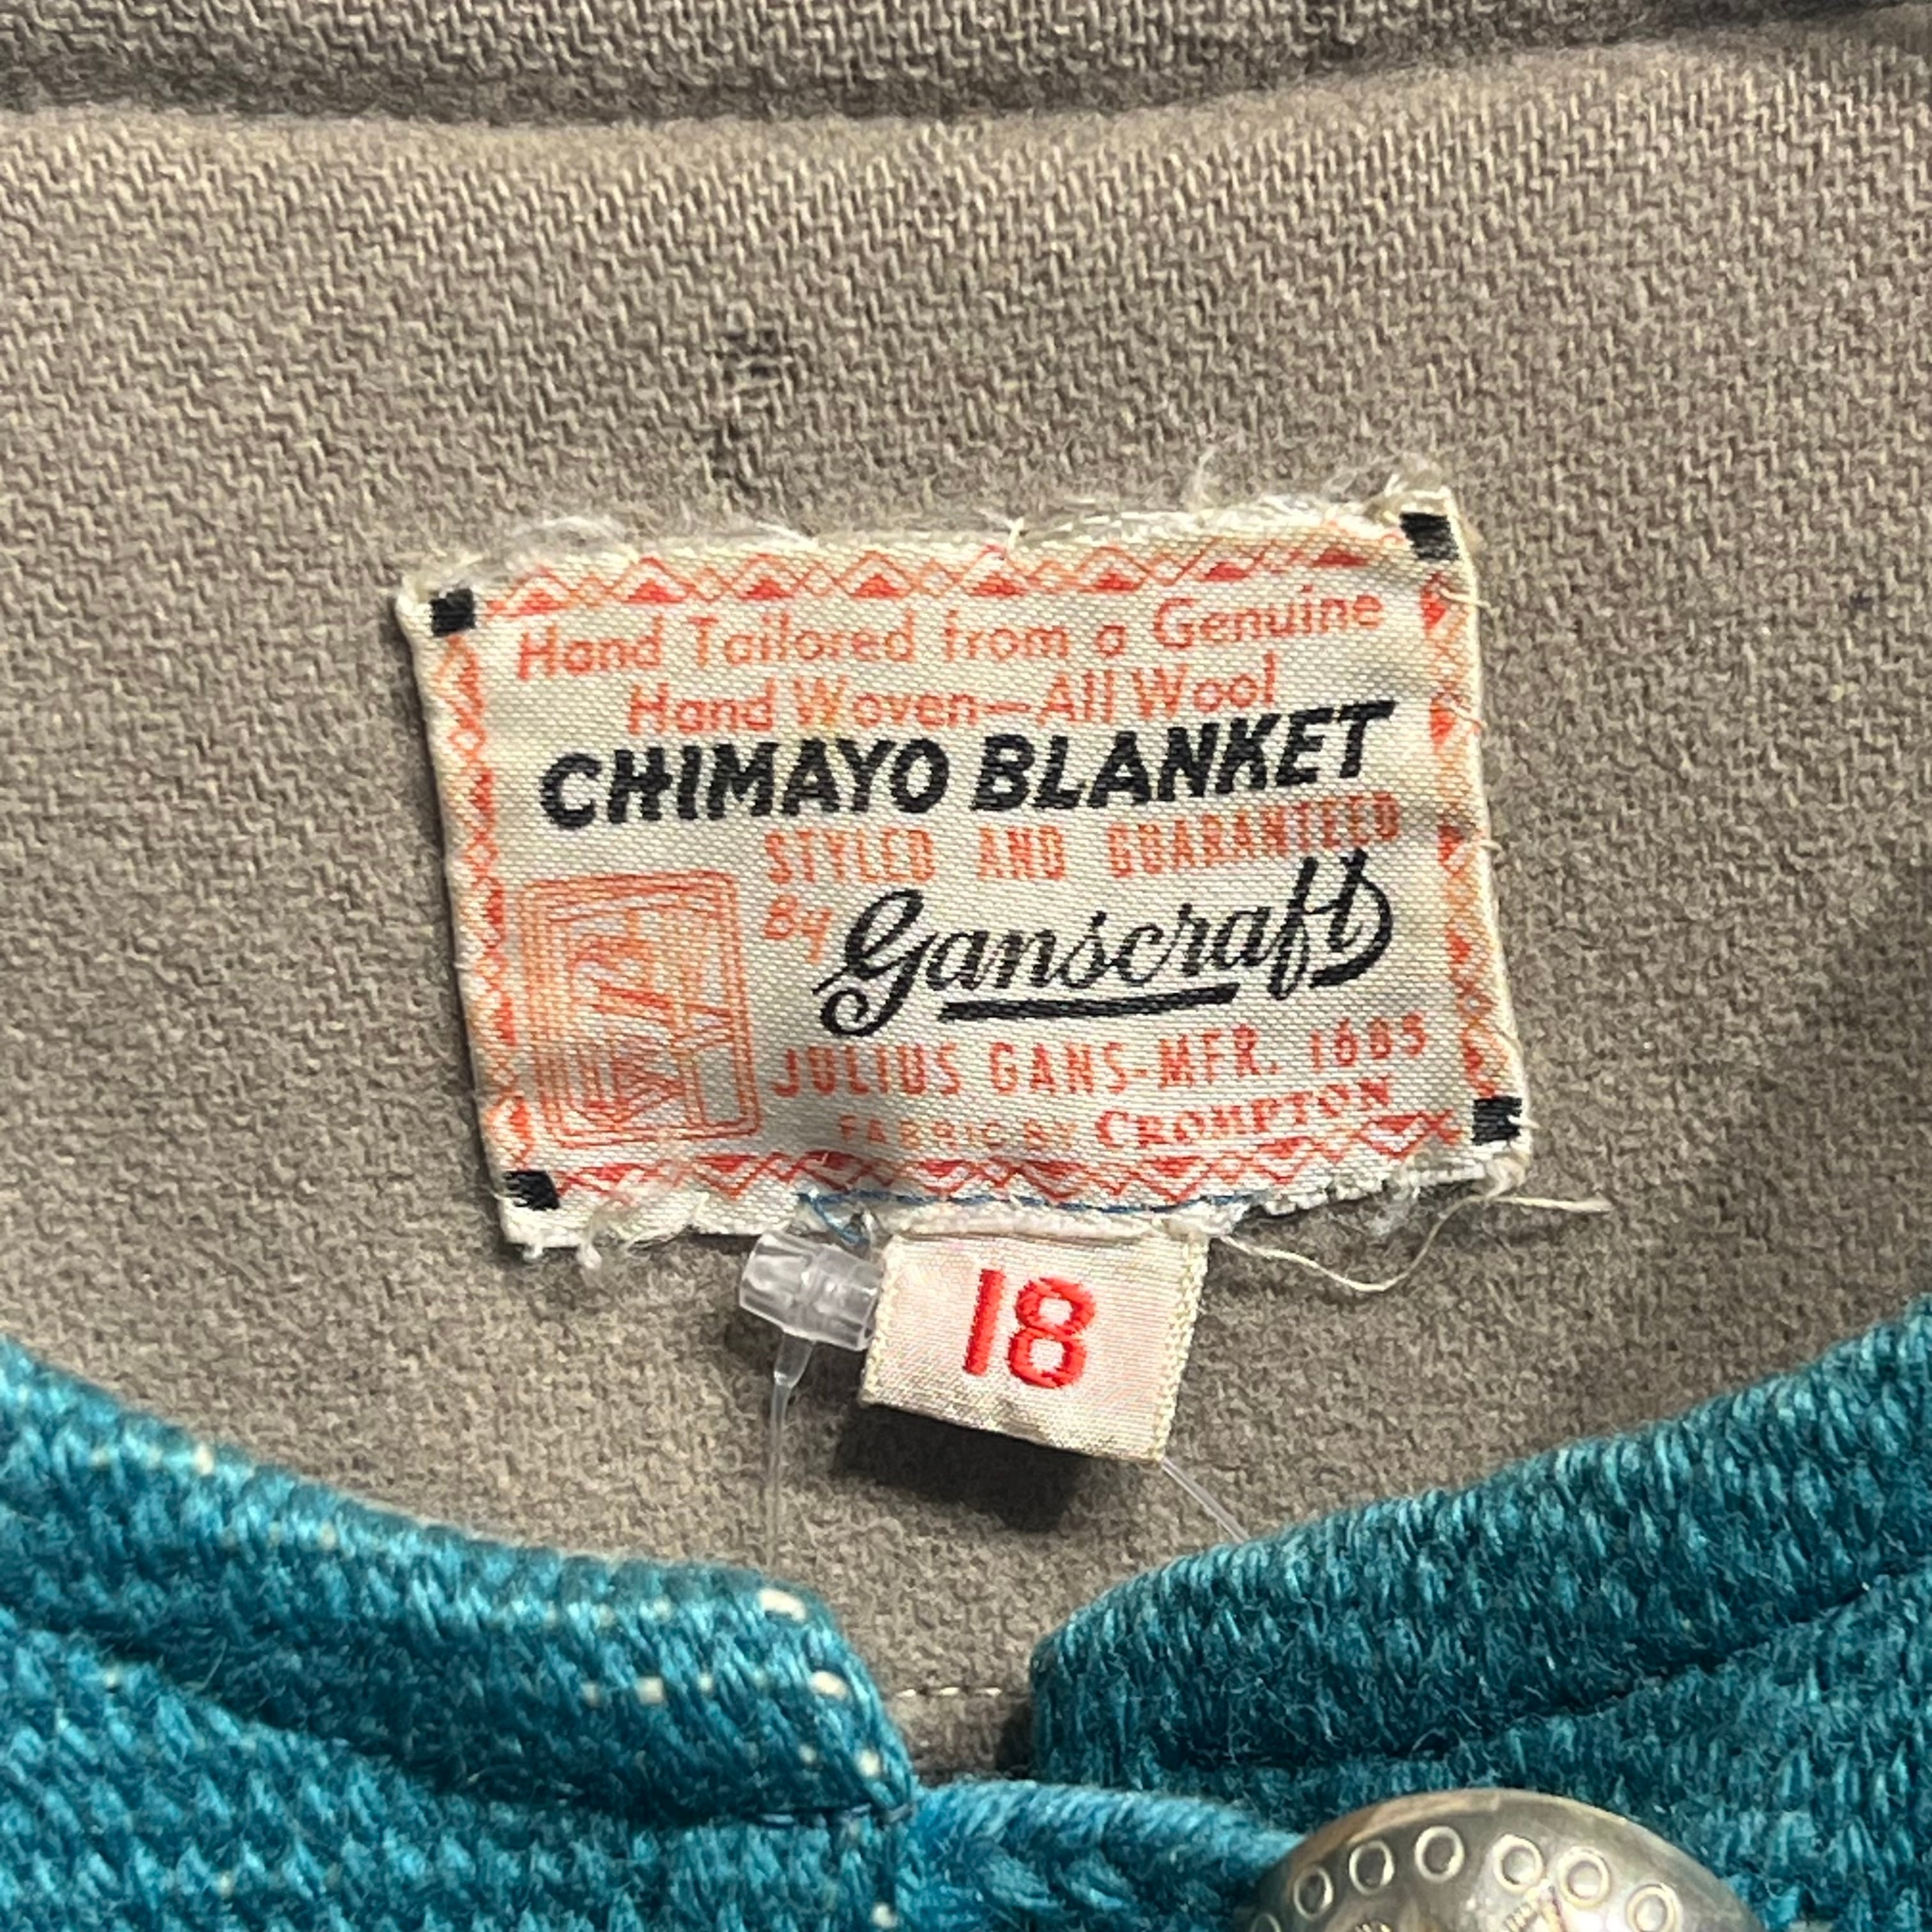 Hand Tailored from a Genuine
Hand Woven—All Wool
CHIMAYO BLANKET
STYLED AND GUARANTEED
By Ganscraft
JULIUS GANS-MFR. 1685
FABRIC BY CROMPTON
18